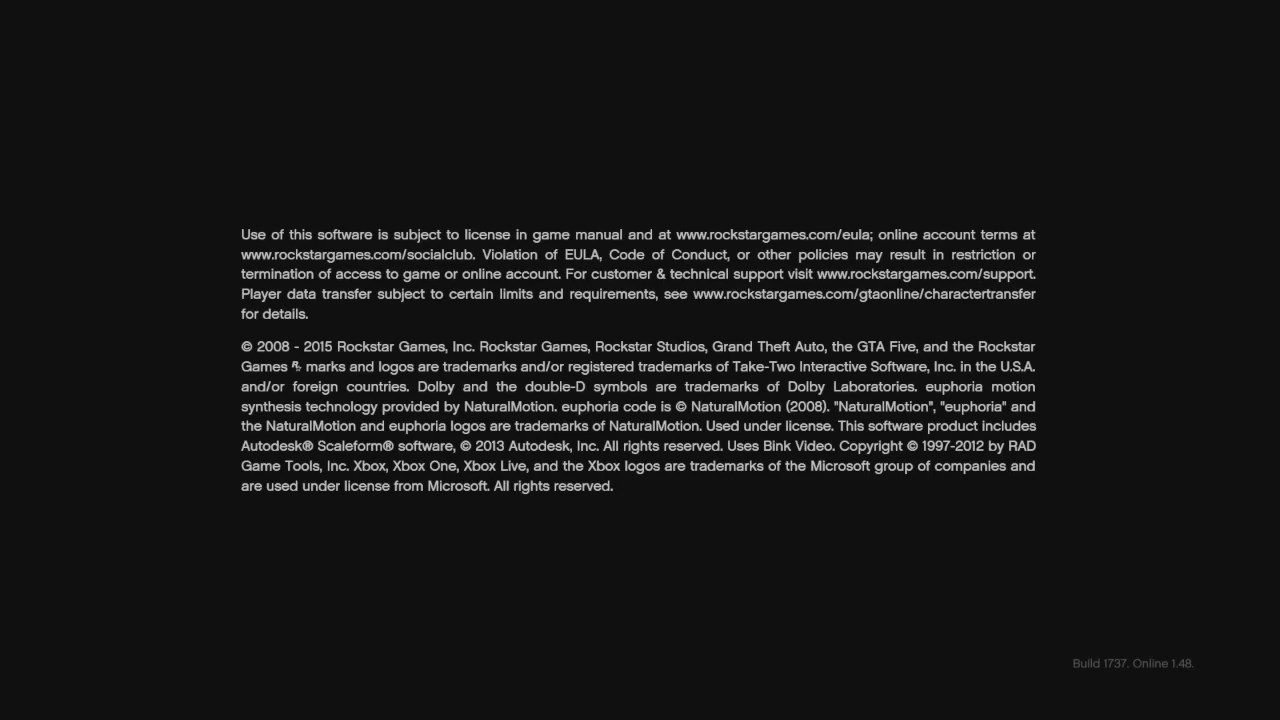 Use of this software is subject to license in game manual and at www.rockstargames.com/eula; online account terms at
www.rockstargames.com/socialclub. Violation of EULA, Code of Conduct, or other policies may result in restriction or
termination of access to game or online account. For customer & technical support visit www.rockstargames.com/support.
Player data transfer subject to certain limits and requirements, see www.rockstargames.com/gtaonline/charactertransfer
for details.
© 2008 - 2015 Rockstar Games, Inc. Rockstar Games, Rockstar Studios, Grand Theft Auto, the GTA Five, and the Rockstar
Games R* marks and logos are trademarks and/or registered trademarks of Take-Two Interactive Software, Inc. in the U.S.A.
and/or foreign countries. Dolby and the double-D symbols are trademarks of Dolby Laboratories. euphoria motion
synthesis technology provided by NaturalMotion. euphoria code is © NaturalMotion (2008). "NaturalMotion", "euphoria" and
the NaturalMotion and euphoria logos are trademarks of NaturalMotion. Used under license. This software product includes
Autodesk® Scaleform® software, © 2013 Autodesk, Inc. All rights reserved. Uses Bink Video. Copyright © 1997-2012 by RAD
Game Tools, Inc. Xbox, Xbox One, Xbox Live, and the Xbox logos are trademarks of the Microsoft group of companies and
are used under license from Microsoft. All rights reserved.
Build 1737. Online 1.48.